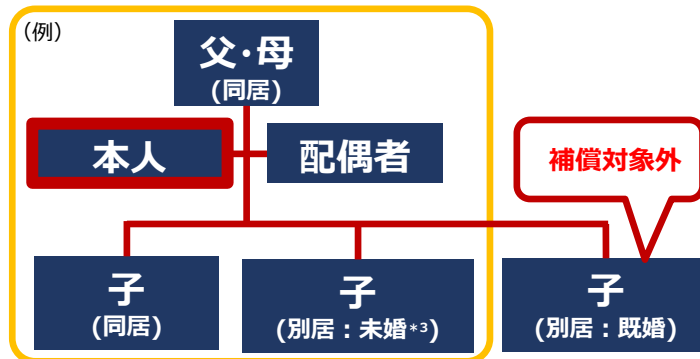 (例)
父・母
(同居)
本人
配偶者
補償対象外
子
(同居)
子
(別居：未婚*3)
子
(別居：既婚)